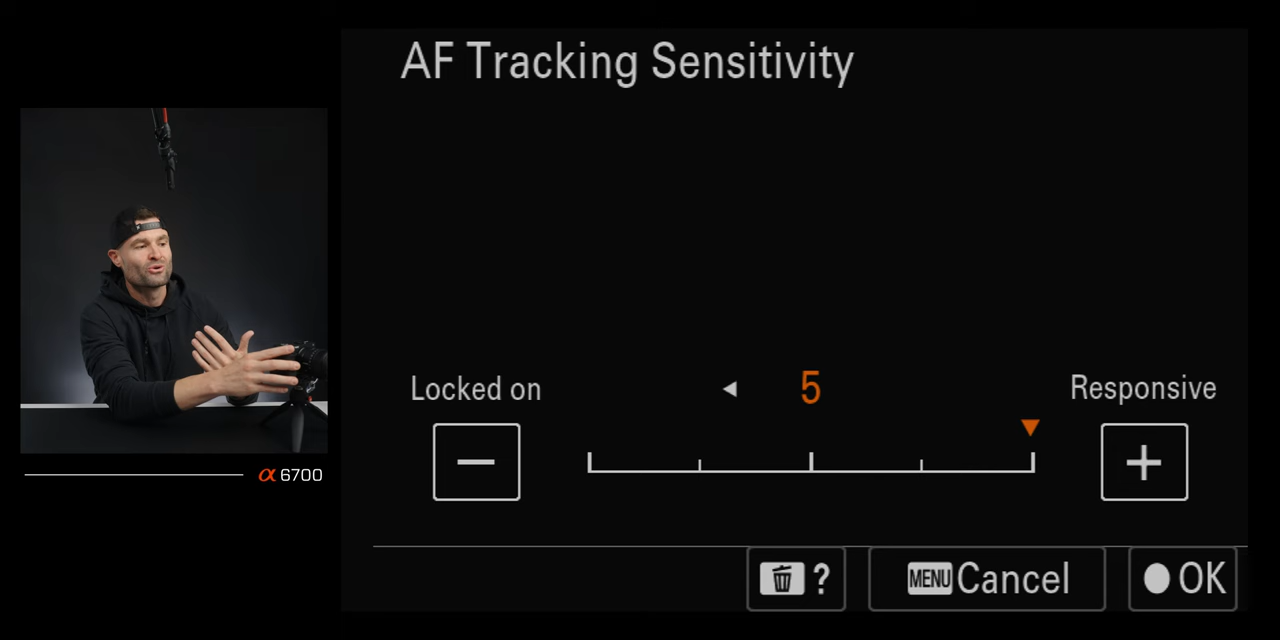 AF Tracking Sensitivity
Locked on
5
Responsive
α 6700
? MENU Cancel OK